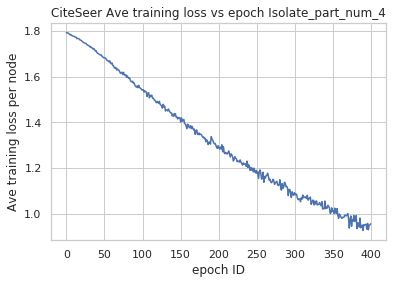 CiteSeer Ave training loss vs epoch Isolate_part_num_4
Ave training loss per node
1.8
1.6
1.4
1.2
1.0
0 50 100 150 200 250 300 350 400
epoch ID